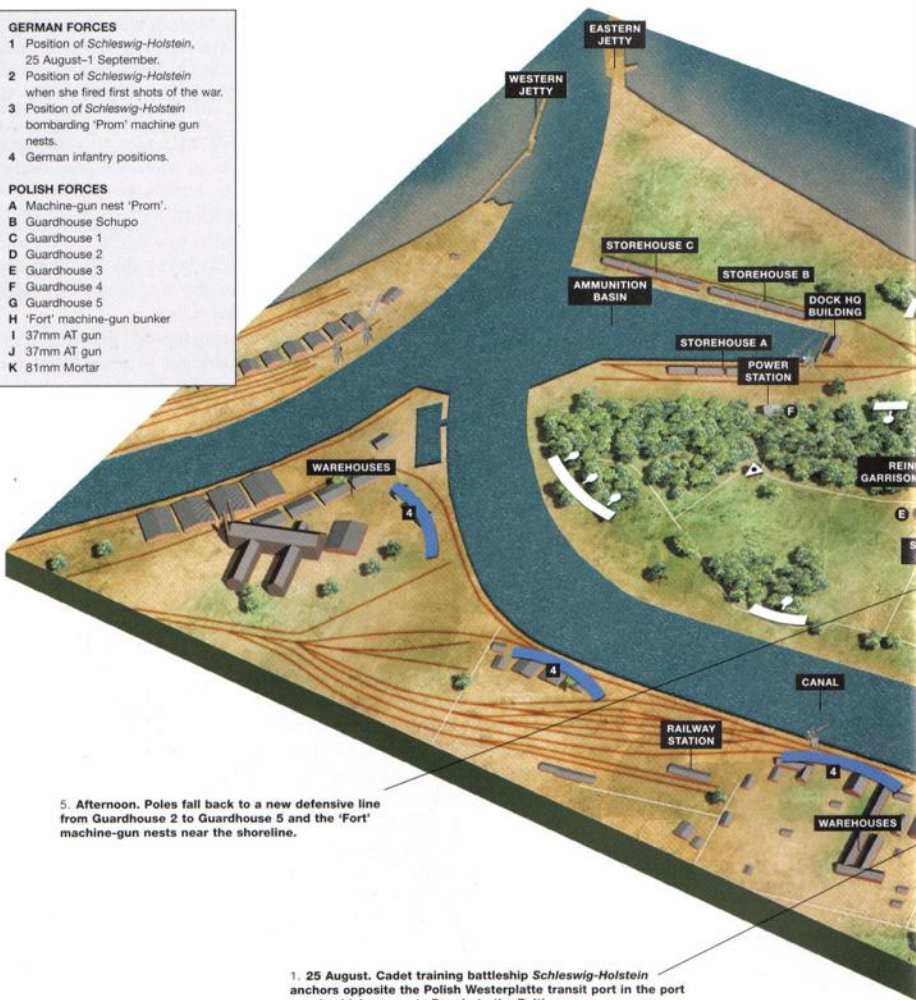 GERMAN FORCES
1 Position of Schleswig-Holstein,
25 August–1 September.
2 Position of Schleswig-Holstein
when she fired first shots of the war.
3 Position of Schleswig-Holstein
bombarding 'Prom' machine gun
nests.
4 German infantry positions.
POLISH FORCES
A Machine-gun nest 'Prom'.
B Guardhouse Schupo
C Guardhouse 1
D Guardhouse 2
E Guardhouse 3
F Guardhouse 4
G Guardhouse 5
H 'Fort' machine-gun bunker
I 37mm AT gun
J 37mm AT gun
K 81mm Mortar
EASTERN
JETTY
WESTERN
JETTY
STOREHOUSE C
STOREHOUSE B
AMMUNITION
BASIN
DOCK HQ
BUILDING
STOREHOUSE A
POWER
STATION
F
WAREHOUSES
4
REIN
GARRISON
E
S
4
CANAL
RAILWAY
STATION
4
WAREHOUSES
5. Afternoon. Poles fall back to a new defensive line
from Guardhouse 2 to Guardhouse 5 and the 'Fort'
machine-gun nests near the shoreline.
1. 25 August. Cadet training battleship Schleswig-Holstein
anchors opposite the Polish Westerplatte transit port in the port